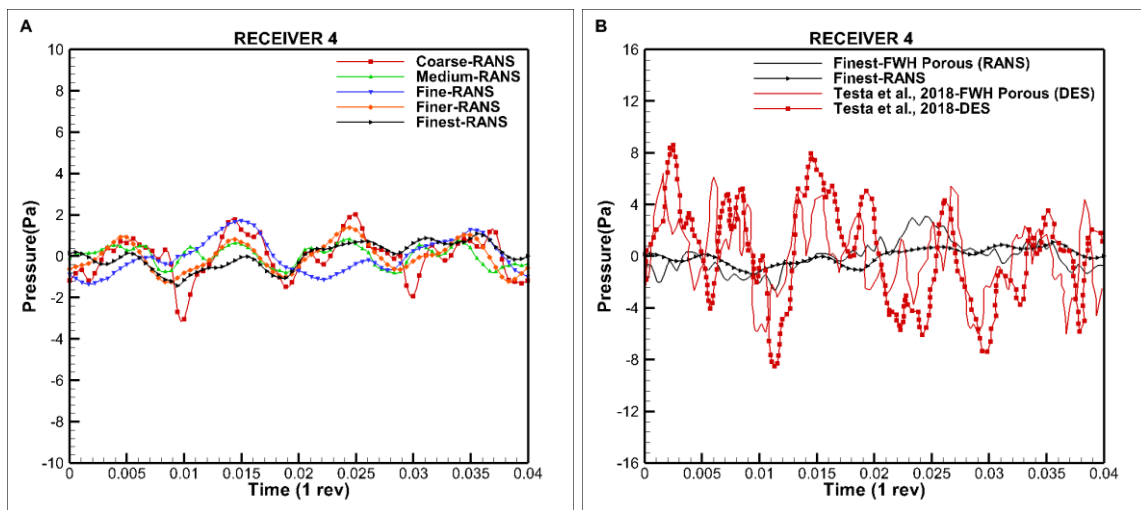 A
RECEIVER 4
Coarse-RANS
Medium-RANS
Fine-RANS
Finer-RANS
Finest-RANS
Pressure(Pa)
10
8
6
4
2
0
-2
-4
-6
-8
-10
0 0.005 0.01 0.015 0.02 0.025 0.03 0.035 0.04
Time (1 rev)
B
RECEIVER 4
Finest-FWH Porous (RANS)
Finest-RANS
Testa et al., 2018-FWH Porous (DES)
Testa et al., 2018-DES
Pressure(Pa)
16
12
8
4
0
-4
-8
-12
-16
0 0.005 0.01 0.015 0.02 0.025 0.03 0.035 0.04
Time (1 rev)